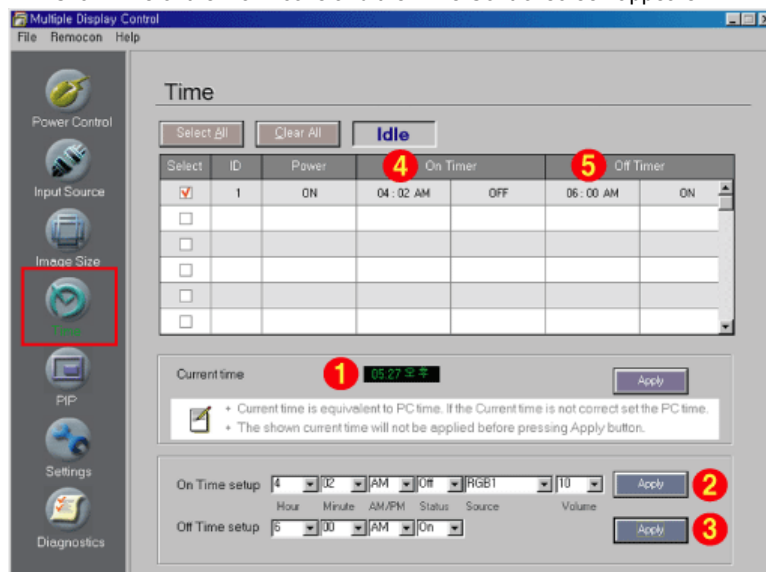 Multiple Display Control
File Remocon Help
Time
Select All Clear All Idle
Select ID Power 4 On Timer 5 Off Timer
1 ON 04 : 02 AM OFF 06 : 00 AM ON
Power Control
Input Source
Image Size
Time
PIP
Settings
Diagnostics
Current time 1 05:27 오후 Apply
+ Current time is equivalent to PC time. If the Current time is not correct set the PC time.
+ The shown current time will not be applied before pressing Apply button.
On Time setup 4 02 AM Off RGB1 10 Apply 2
Hour Minute AM/PM Status Source Volume
Off Time setup 6 00 AM On Apply 3